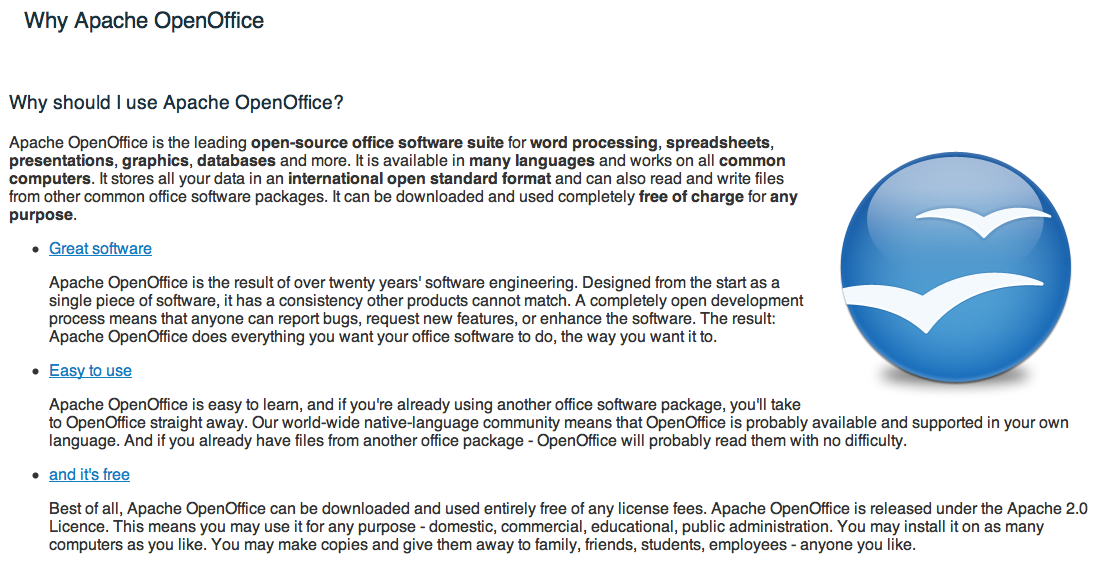 Why Apache OpenOffice
Why should I use Apache OpenOffice?
Apache OpenOffice is the leading open-source office software suite for word processing, spreadsheets,
presentations, graphics, databases and more. It is available in many languages and works on all common
computers. It stores all your data in an international open standard format and can also read and write files
from other common office software packages. It can be downloaded and used completely free of charge for any
purpose.
• Great software
Apache OpenOffice is the result of over twenty years' software engineering. Designed from the start as a
single piece of software, it has a consistency other products cannot match. A completely open development
process means that anyone can report bugs, request new features, or enhance the software. The result:
Apache OpenOffice does everything you want your office software to do, the way you want it to.
• Easy to use
Apache OpenOffice is easy to learn, and if you're already using another office software package, you'll take
to OpenOffice straight away. Our world-wide native-language community means that OpenOffice is probably available and supported in your own
language. And if you already have files from another office package - OpenOffice will probably read them with no difficulty.
• and it's free
Best of all, Apache OpenOffice can be downloaded and used entirely free of any license fees. Apache OpenOffice is released under the Apache 2.0
Licence. This means you may use it for any purpose - domestic, commercial, educational, public administration. You may install it on as many
computers as you like. You may make copies and give them away to family, friends, students, employees - anyone you like.